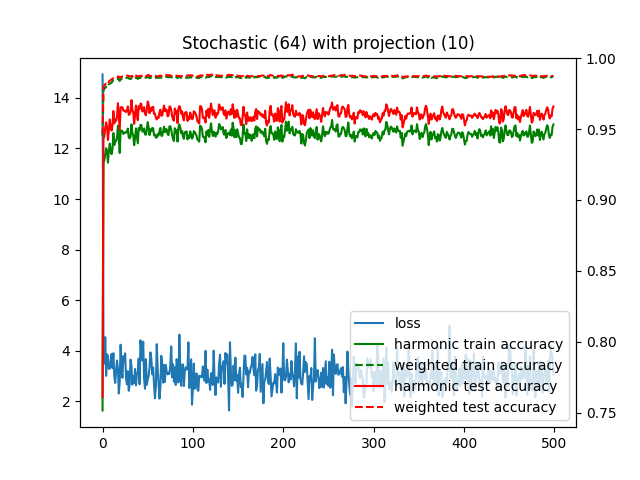 Stochastic (64) with projection (10)
14
12
10
8
6
4
2
1.00
0.95
0.90
0.85
0.80
0.75
loss
harmonic train accuracy
weighted train accuracy
harmonic test accuracy
weighted test accuracy
0 100 200 300 400 500